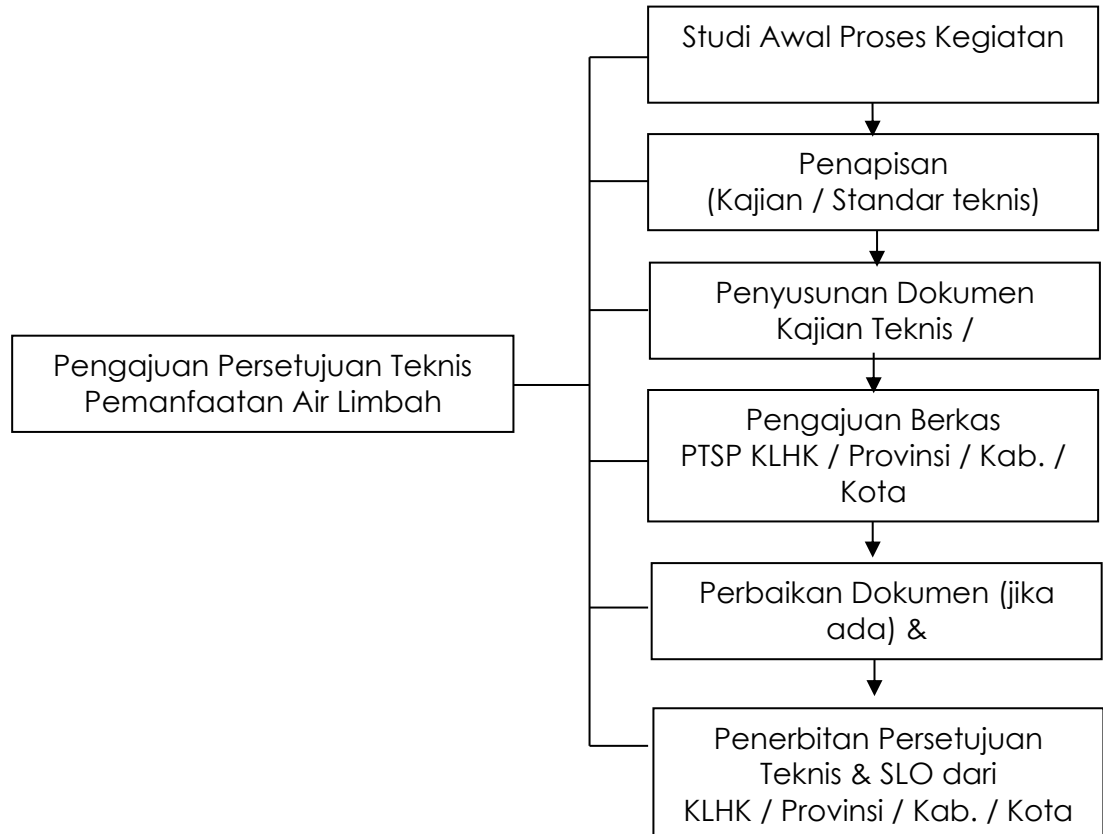 Studi Awal Proses Kegiatan
Penapisan
(Kajian / Standar teknis)
Penyusunan Dokumen
Kajian Teknis /
Pengajuan Persetujuan Teknis
Pemanfaatan Air Limbah
Pengajuan Berkas
PTSP KLHK / Provinsi / Kab. /
Kota
Perbaikan Dokumen (jika
ada) &
Penerbitan Persetujuan
Teknis & SLO dari
KLHK / Provinsi / Kab. / Kota